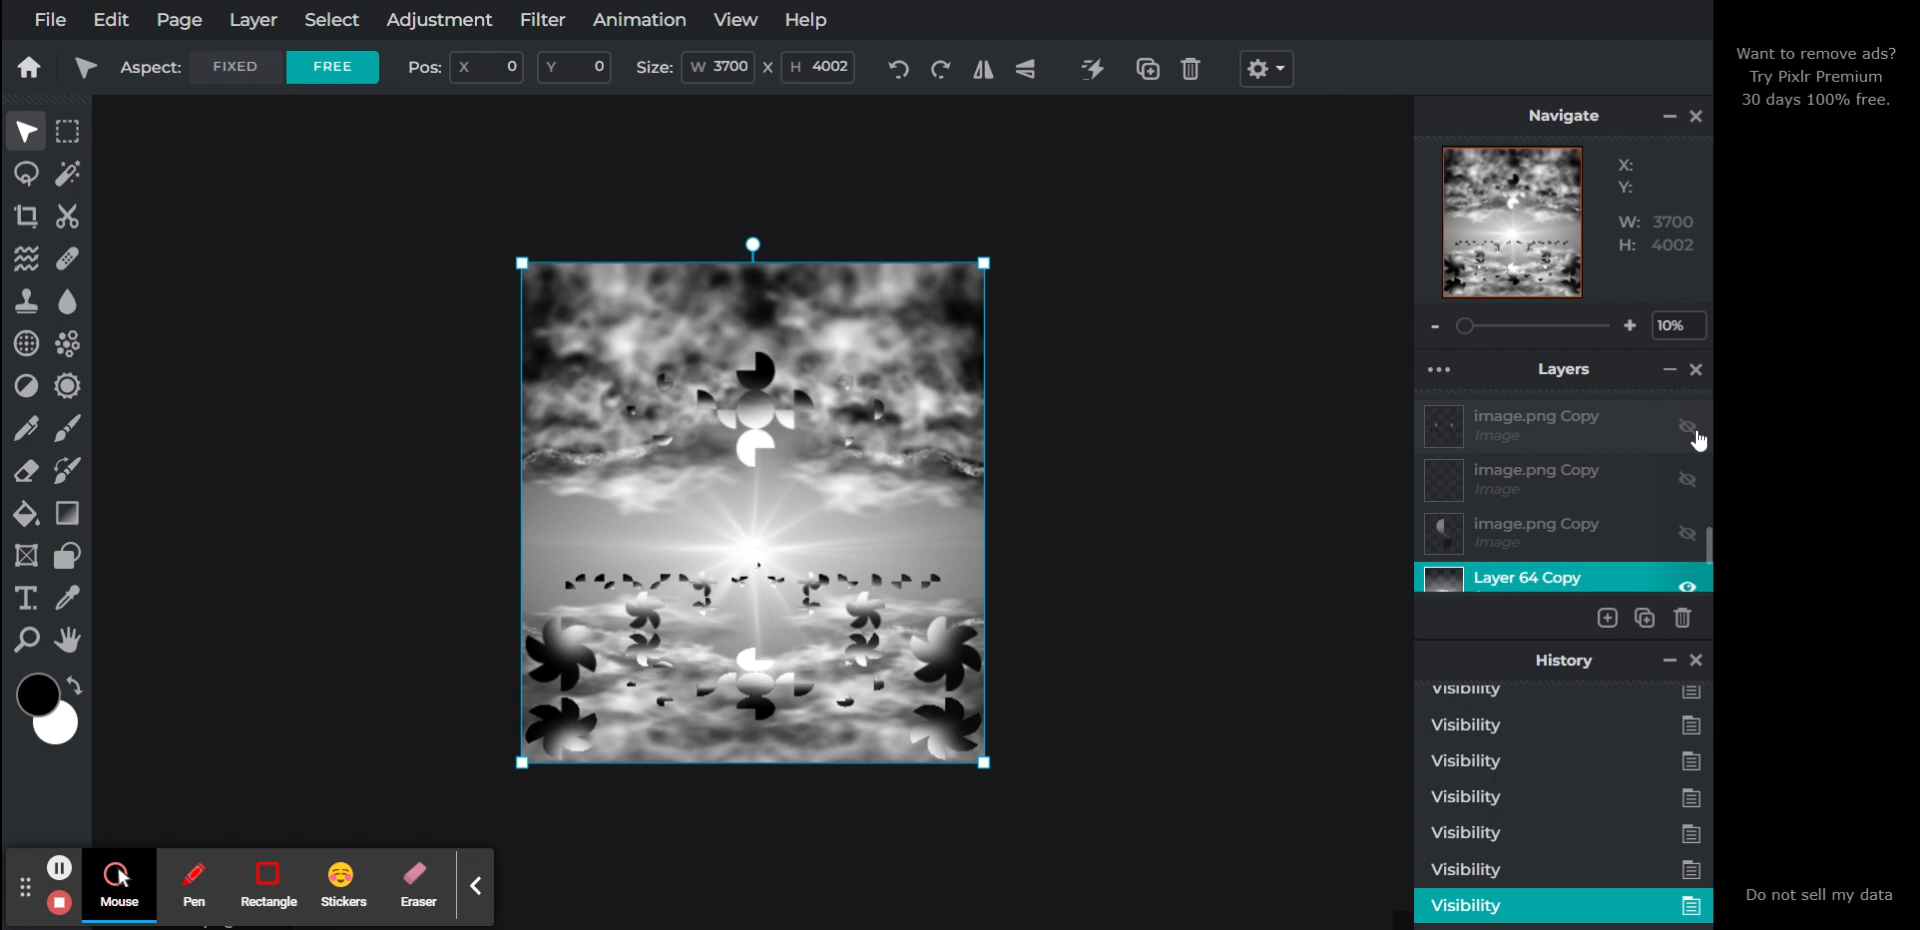 File Edit Page Layer Select Adjustment Filter Animation View Help
Aspect: FIXED FREE Pos: X 0 Y 0 Size: W 3700 X H 4002
Want to remove ads?
Try Pixlr Premium
30 days 100% free.
Navigate
X:
Y:
W: 3700
H: 4002
- + 10%
Layers
image.png Copy
Image
image.png Copy
Image
image.png Copy
Image
Layer 64 Copy
History
Visibility
Visibility
Visibility
Visibility
Visibility
Visibility
Visibility
Mouse Pen Rectangle Stickers Eraser
Do not sell my data